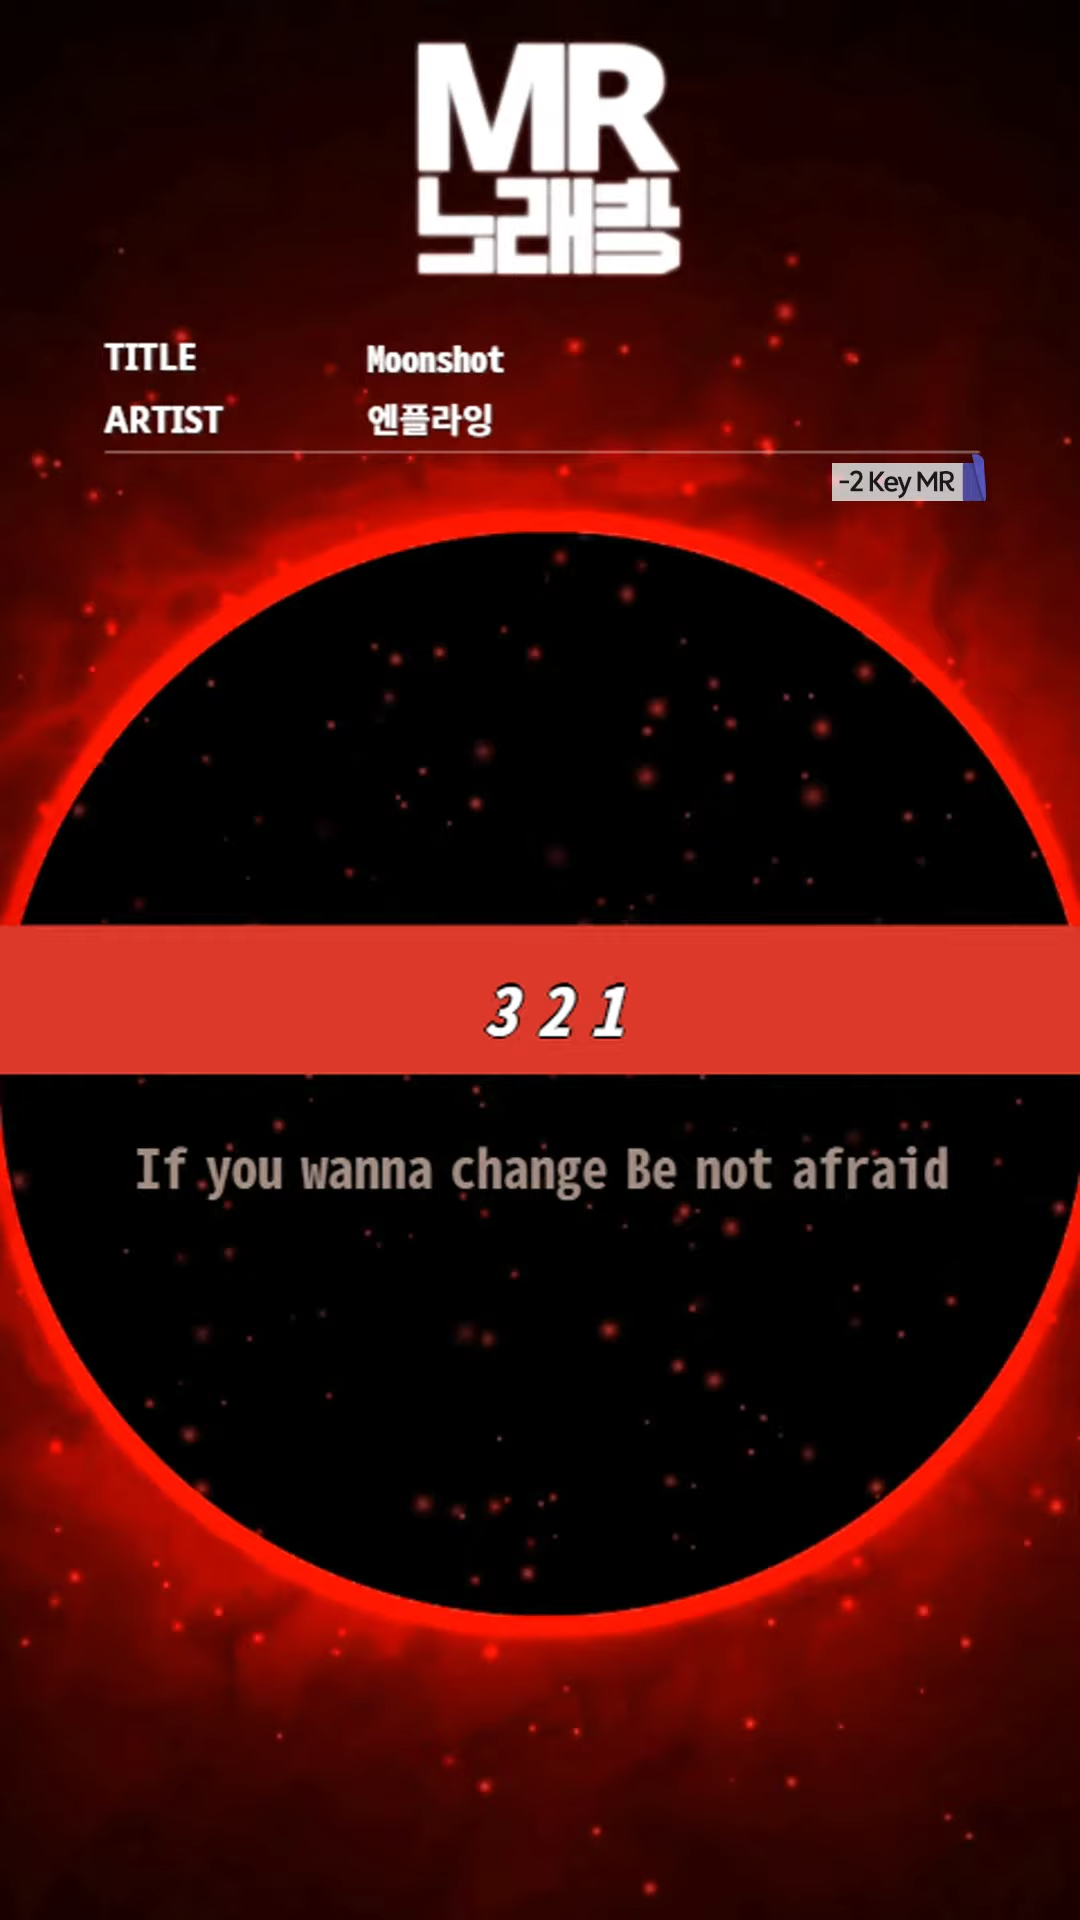 MR
노래방
TITLE Moonshot
ARTIST 엔플라잉
-2 Key MR
3 2 1
If you wanna change Be not afraid